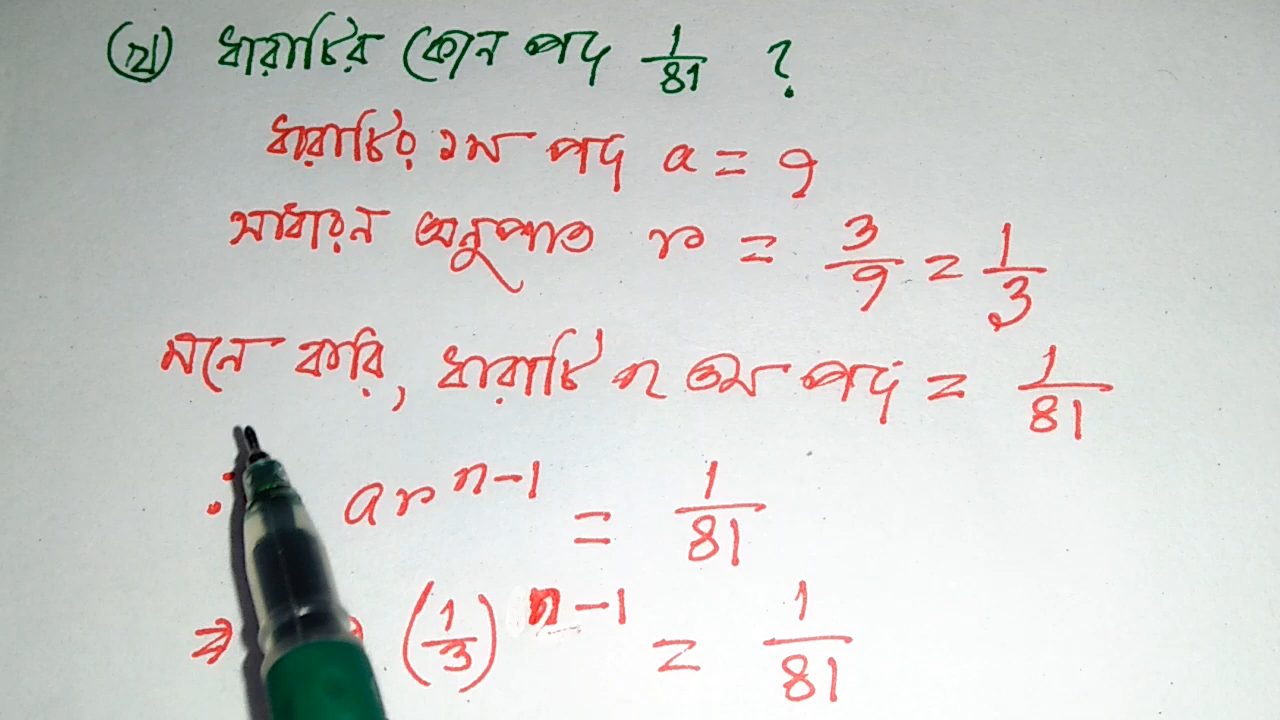 (খ) ধারাটির কোন পদ 1/81 ?
ধারাটির ১ম পদ a = 9
সাধারন অনুপাত r = 3/9 = 1/3
মনে করি, ধারাটি n তম পদ = 1/81
∴ ar^(n-1) = 1/81
⇒ (1/3)^(n-1) = 1/81